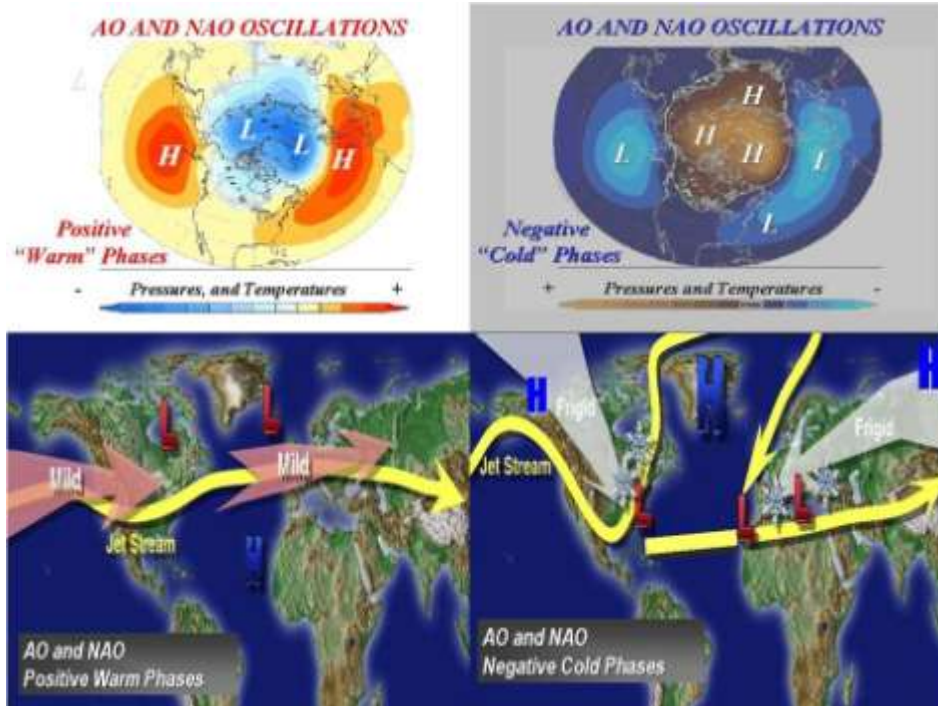 AO AND NAO OSCILLATIONS
H
L
L
H
Positive
“Warm” Phases
- Pressures, and Temperatures +
AO AND NAO OSCILLATIONS
H
H
L
H
L
L
Negative
“Cold” Phases
+ Pressures and Temperatures -
L
L
Mild
Mild
Jet Stream
H
AO and NAO
Positive Warm Phases
H
Frigid
H
H
Frigid
Jet Stream
L
L
L
AO and NAO
Negative Cold Phases